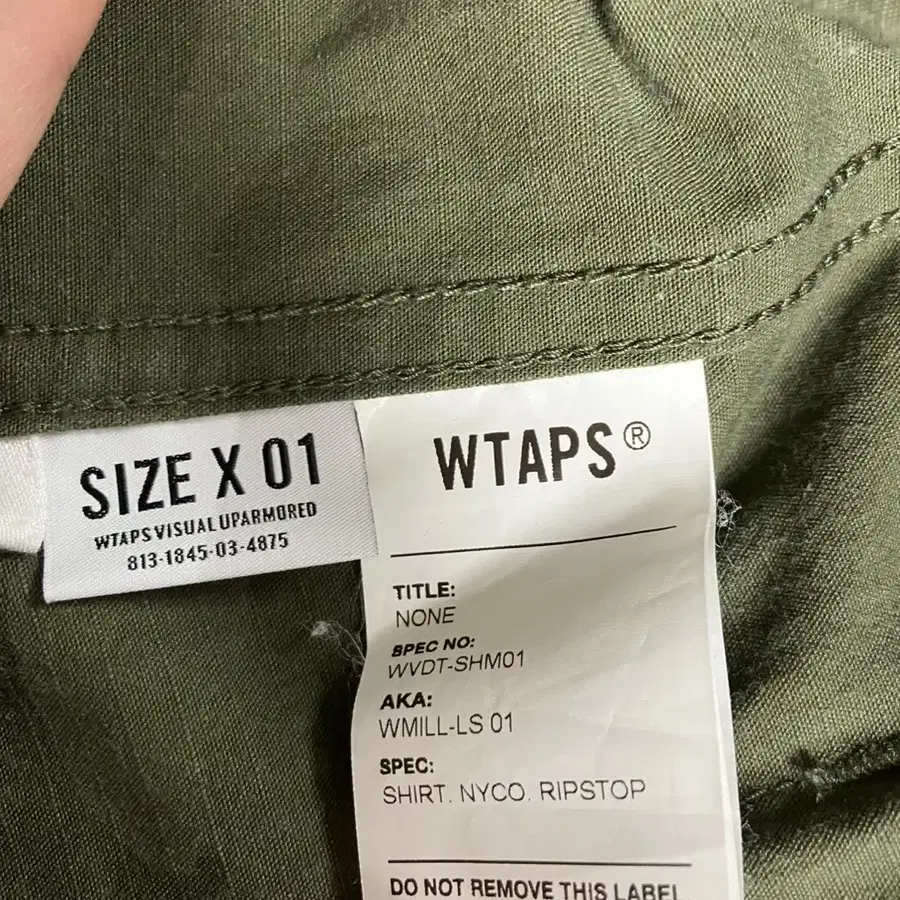 SIZE X 01
WTAPS VISUAL UPARMORED
813-1845-03-4875
WTAPS®
TITLE:
NONE
SPEC NO:
WVDT-SHM01
AKA:
WMILL-LS 01
SPEC:
SHIRT. NYCO. RIPSTOP
DO NOT REMOVE THIS LABEL